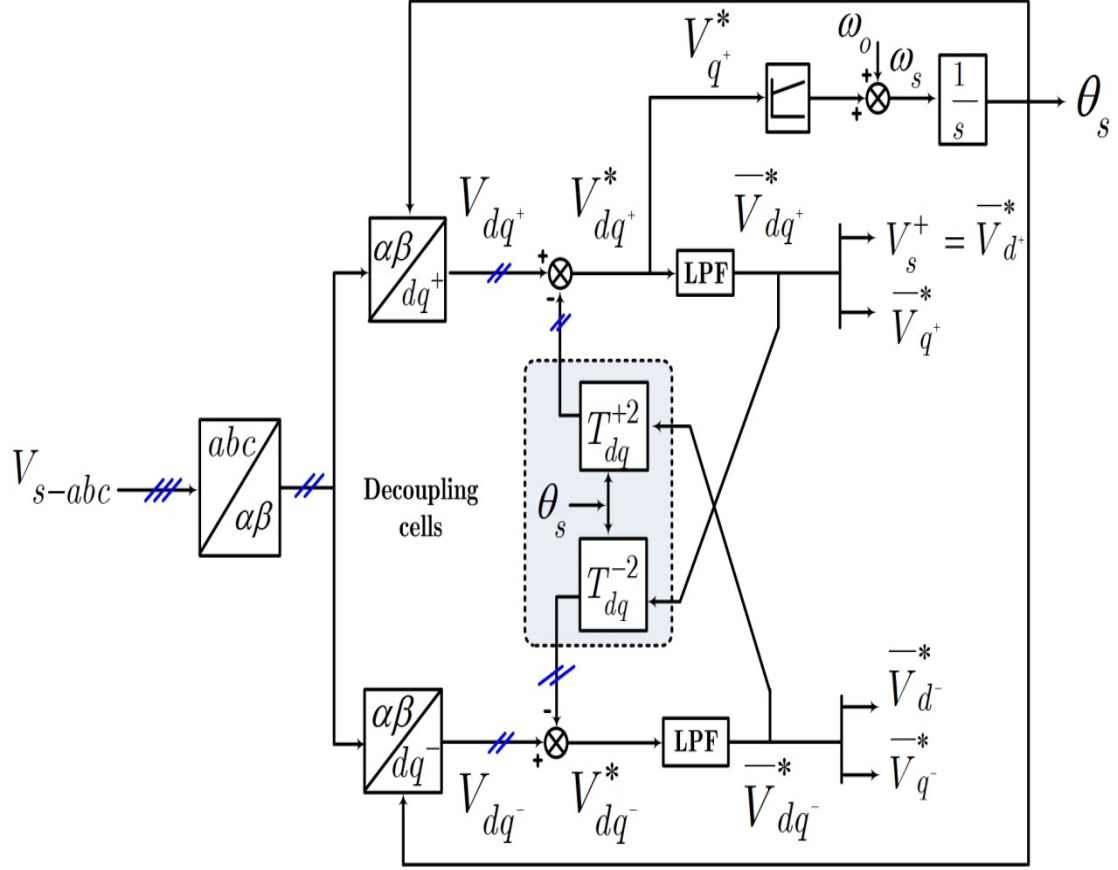 V*q+
ωo
ωs
1/s
θs
Vdq+
V*dq+
V̅*dq+
αβ
dq+
+
-
LPF
+
+
V+s = V̅*d+
V̅*q+
abc
αβ
Vs−abc
Decoupling
cells
T+2dq
θs
T−2dq
αβ
dq-
-
+
LPF
Vdq-
V*dq-
V̅*dq-
V̅*d-
V̅*q-